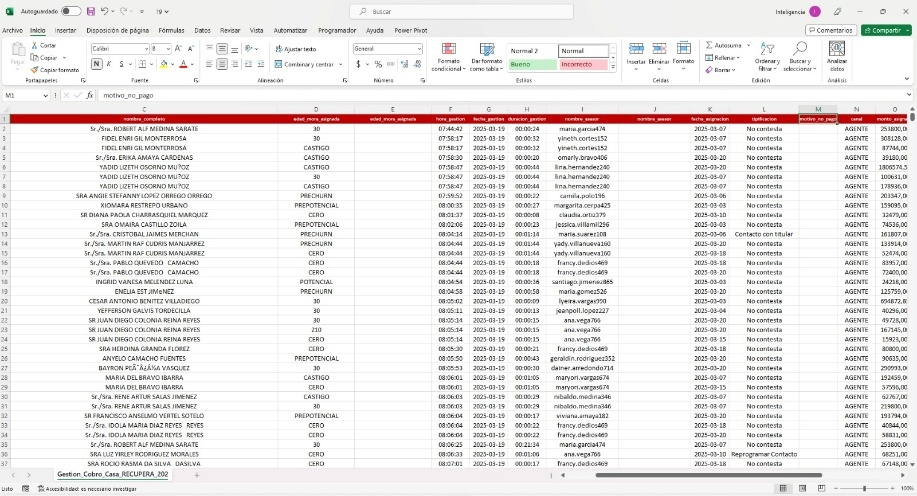 Autoguardado
19
Buscar
Inteligencia
Archivo Inicio Insertar Disposición de página Fórmulas Datos Revisar Vista Automatizar Programador Ayuda Power Pivot
Comentarios Compartir
Pegar Cortar Copiar Copiar formato
Portapapeles
Calibri 8
N K S
Fuente
Ajustar texto
Combinar y centrar
Alineación
General
Número
Formato condicional Dar formato como tabla
Normal 2 Normal
Bueno Incorrecto
Estilos
Insertar Eliminar Formato
Celdas
Autosuma
Rellenar
Borrar
Ordenar y filtrar Buscar y seleccionar
Edición
Analizar datos
Análisis
M1 fx motivo_no_pago
C D E F G H I J K L M N O
1 nombre_completo edad_mora_asignada edad_mora_asignada hora_gestion fecha_gestion duracion_gestion nombre_asesor nombre_asesor fecha_asignacion tipificacion motivo_no_pago canal monto_asigna
2 Sr./Sra. ROBERT ALF MEDINA SARATE 30 07:44:42 2025-03-19 00:00:24 maria.garcia474 2025-03-07 No contesta AGENTE 253800,00
3 FIDEL ENRI GIL MONTERROSA 30 07:58:17 2025-03-19 00:00:32 yineth.cortes152 2025-03-07 No contesta AGENTE 308128,00
4 FIDEL ENRI GIL MONTERROSA CASTIGO 07:58:17 2025-03-19 00:00:32 yineth.cortes152 2025-03-07 No contesta AGENTE 87744,00
5 Sr./Sra. ERIKA AMAYA CARDENAS CASTIGO 07:58:30 2025-03-19 00:00:20 omarly.bravo406 2025-03-20 No contesta AGENTE 39180,00
6 YADID LIZETH OSORNO MU?OZ CASTIGO 07:58:47 2025-03-19 00:00:44 lina.hernandez240 2025-03-20 No contesta AGENTE 1806574,5
7 YADID LIZETH OSORNO MU?OZ 30 07:58:47 2025-03-19 00:00:44 lina.hernandez240 2025-03-07 No contesta AGENTE 100631,0
8 YADID LIZETH OSORNO MU?OZ CASTIGO 07:58:47 2025-03-19 00:00:44 lina.hernandez240 2025-03-07 No contesta AGENTE 178936,0
9 SRA ANGIE STEFANNY LOPEZ ORREGO ORREGO PRECHURN 07:59:52 2025-03-19 00:00:22 camila.polo198 2025-03-06 No contesta AGENTE 203347,0
10 XIOMARA RESTREPO URBANO PREPOTENCIAL 08:00:35 2025-03-19 00:00:27 margarita.cerpa425 2025-03-03 No contesta AGENTE 159095,0
11 SR DIANA PAOLA CHARRASQUIEL MARQUEZ CERO 08:01:37 2025-03-19 00:00:08 claudia.ortiz379 2025-03-10 No contesta AGENTE 32479,00
12 SRA OMAIRA CASTILLO ZOILA PREPOTENCIAL 08:02:06 2025-03-19 00:00:23 jessica.villamil296 2025-03-03 No contesta AGENTE 74536,00
13 Sr./Sra. CRISTOBAL JAIMES MERCHAN PRECHURN 08:04:14 2025-03-19 00:01:14 maria.suarez108 2025-03-06 Contacto con titular AGENTE 161807,0
14 Sr./Sra. MARTIN RAF CUDRIS MANJARREZ PRECHURN 08:04:44 2025-03-19 00:01:44 yady.villanueva160 2025-03-20 No contesta AGENTE 133914,0
15 Sr./Sra. MARTIN RAF CUDRIS MANJARREZ CERO 08:04:44 2025-03-19 00:01:44 yady.villanueva160 2025-03-18 No contesta AGENTE 52474,00
16 Sr./Sra. PABLO QUEVEDO CAMACHO CERO 08:04:44 2025-03-19 00:00:18 francy.dedios469 2025-03-18 No contesta AGENTE 83957,00
17 Sr./Sra. PABLO QUEVEDO CAMACHO CERO 08:04:44 2025-03-19 00:00:18 francy.dedios469 2025-03-20 No contesta AGENTE 72400,00
18 INGRID VANESA MELENDEZ LUNA POTENCIAL 08:04:54 2025-03-19 00:00:36 santiago.jimenez865 2025-03-03 No contesta AGENTE 24218,00
19 ENELIA EST JIMeNEZ PRECHURN 08:04:58 2025-03-19 00:00:58 maria.gomez526 2025-03-20 No contesta AGENTE 125759,0
20 CESAR ANTONIO BENITEZ VILLADIEGO 30 08:05:02 2025-03-19 00:00:09 lyeira.vargas998 2025-03-03 No contesta AGENTE 694872,8
21 YEFFERSON GALVIS TORDECILLA 30 08:05:11 2025-03-19 00:00:13 jeanpoll.lopez227 2025-03-04 No contesta AGENTE 40296,00
22 SR JUAN DIEGO COLONIA REINA REYES 30 08:05:14 2025-03-19 00:00:15 ana.vega766 2025-03-20 No contesta AGENTE 49728,00
23 SR JUAN DIEGO COLONIA REINA REYES 210 08:05:14 2025-03-19 00:00:15 ana.vega766 2025-03-20 No contesta AGENTE 167145,0
24 SR JUAN DIEGO COLONIA REINA REYES CERO 08:05:14 2025-03-19 00:00:15 ana.vega766 2025-03-15 No contesta AGENTE 15923,00
25 SRA HEROINA GRANDA FLOREZ CERO 08:05:30 2025-03-19 00:00:21 francy.dedios469 2025-03-18 No contesta AGENTE 80800,00
26 ANYELO CAMACHO FUENTES PREPOTENCIAL 08:05:50 2025-03-19 00:00:43 geraldin.rodriguez352 2025-03-20 No contesta AGENTE 90635,00
27 BAYRON VASQUEZ 30 08:05:53 2025-03-19 00:00:30 dainer.arredondo714 2025-03-20 No contesta AGENTE 290993,0
28 MARIA DEL BRAVO IBARRA CASTIGO 08:06:01 2025-03-19 00:01:05 maryori.vargas674 2025-03-07 No contesta AGENTE 192459,0
29 MARIA DEL BRAVO IBARRA CERO 08:06:01 2025-03-19 00:01:05 maryori.vargas674 2025-03-15 No contesta AGENTE 57596,00
30 Sr./Sra. RENE ARTUR SALAS JIMENEZ CASTIGO 08:06:03 2025-03-19 00:00:29 nibaldo.medina346 2025-03-07 No contesta AGENTE 62767,00
31 Sr./Sra. RENE ARTUR SALAS JIMENEZ 30 08:06:03 2025-03-19 00:00:29 nibaldo.medina346 2025-03-07 No contesta AGENTE 219800,0
32 SR FRANCISCO ANSELMO VERTEL SOTELO PREPOTENCIAL 08:06:04 2025-03-19 00:00:17 viviana.amaya182 2025-03-20 No contesta AGENTE 193794,0
33 Sr./Sra. IDOLA MARIA DIAZ REYES REYES CERO 08:06:04 2025-03-19 00:00:22 francy.dedios469 2025-03-18 No contesta AGENTE 40844,00
34 Sr./Sra. IDOLA MARIA DIAZ REYES REYES CERO 08:06:04 2025-03-19 00:00:22 francy.dedios469 2025-03-20 No contesta AGENTE 58831,00
35 Sr./Sra. ROBERT ALF MEDINA SARATE 30 08:06:25 2025-03-19 00:21:34 maria.garcia474 2025-03-07 No contesta AGENTE 253800,0
36 SRA LUZ YIRLEY RODRIGUEZ MORALES CERO 08:06:33 2025-03-19 00:01:06 ana.vega766 2025-03-10 Reprogramar Contacto AGENTE 68251,00
37 SRA ROCIO RASMA DA SILVA DASILVA CERO 08:07:01 2025-03-19 00:00:17 francy.dedios469 2025-03-18 No contesta AGENTE 67148,00
Gestion_Cobro_Casa_RECUPERA_202
Listo Accesibilidad: es necesario investigar 100%